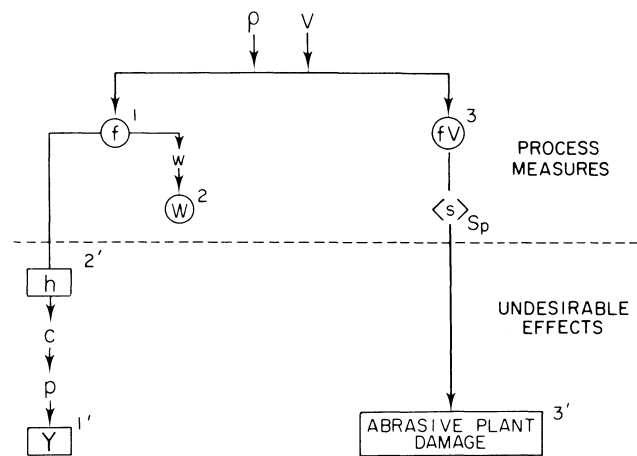 ρ V
f 1
fV 3
w
W 2
PROCESS
MEASURES
⟨s⟩Sp
2'
h
UNDESIRABLE
EFFECTS
c
p
3'
1'
Y
ABRASIVE PLANT
DAMAGE